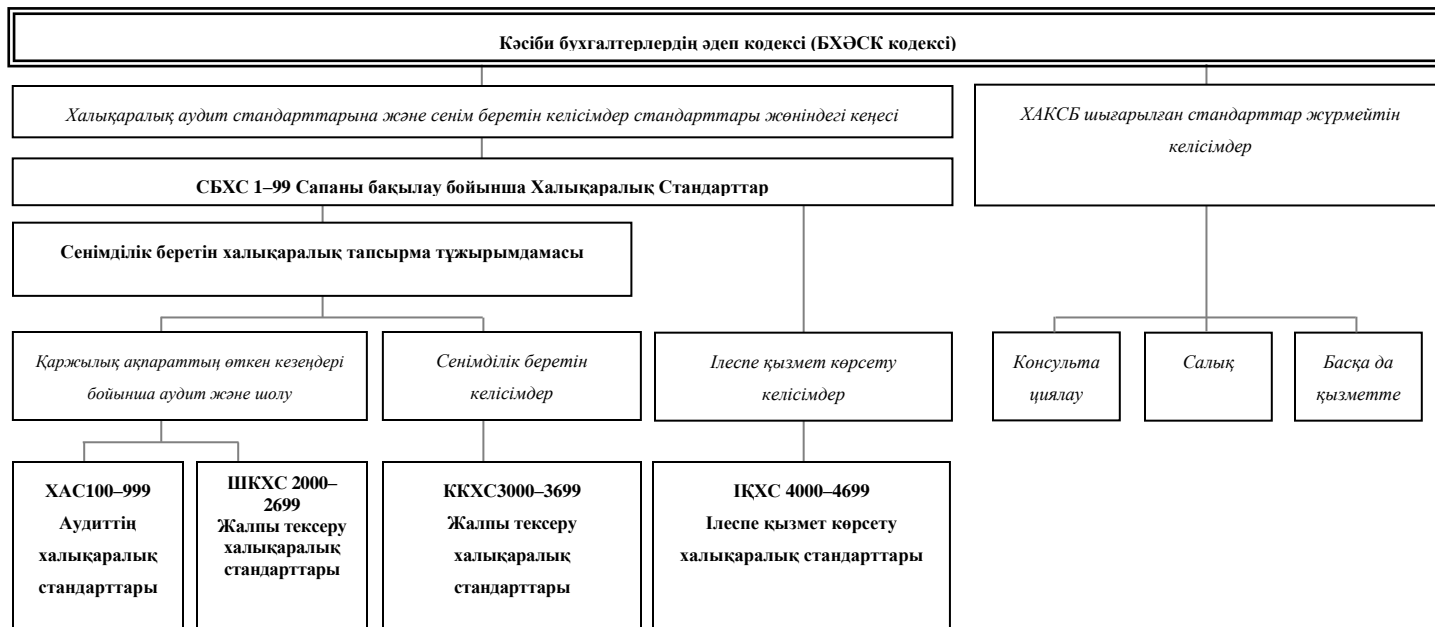 Кәсіби бухгалтерлердің әдеп кодексі (БХӘСК кодексі)
Халықаралық аудит стандарттарына және сенім беретін келісімдер стандарттары жөніндегі кеңесі
ХАКСБ шығарылған стандарттар жүрмейтін
келісімдер
СБХС 1–99 Сапаны бақылау бойынша Халықаралық Стандарттар
Сенімділік беретін халықаралық тапсырма тұжырымдамасы
Қаржылық ақпараттың өткен кезеңдері
бойынша аудит және шолу
Сенімділік беретін
келісімдер
Ілеспе қызмет көрсету
келісімдер
Консульта
циялау
Салық
Басқа да
қызметте
ХАС100–999
Аудиттің
халықаралық
стандарттары
ШКХС 2000–
2699
Жалпы тексеру
халықаралық
стандарттары
ККХС3000–3699
Жалпы тексеру
халықаралық
стандарттары
ІҚХС 4000–4699
Ілеспе қызмет көрсету
халықаралық стандарттары